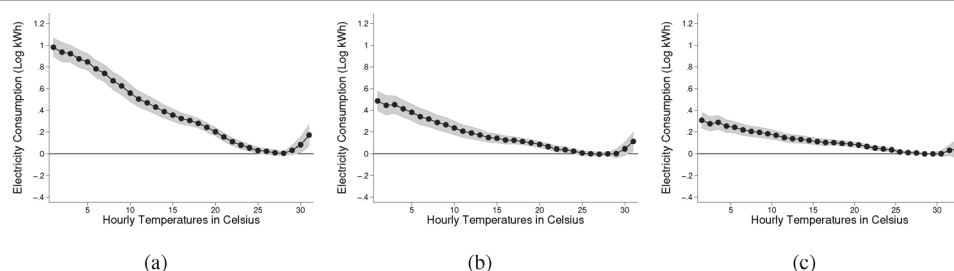 Electricity Consumption (Log kWh)
1.2
1
.8
.6
.4
.2
0
-.2
-.4
5 10 15 20 25 30
Hourly Temperatures in Celsius
(a)
Electricity Consumption (Log kWh)
1.2
1
.8
.6
.4
.2
0
-.2
-.4
5 10 15 20 25 30
Hourly Temperatures in Celsius
(b)
Electricity Consumption (Log kWh)
1.2
1
.8
.6
.4
.2
0
-.2
-.4
5 10 15 20 25 30
Hourly Temperatures in Celsius
(c)